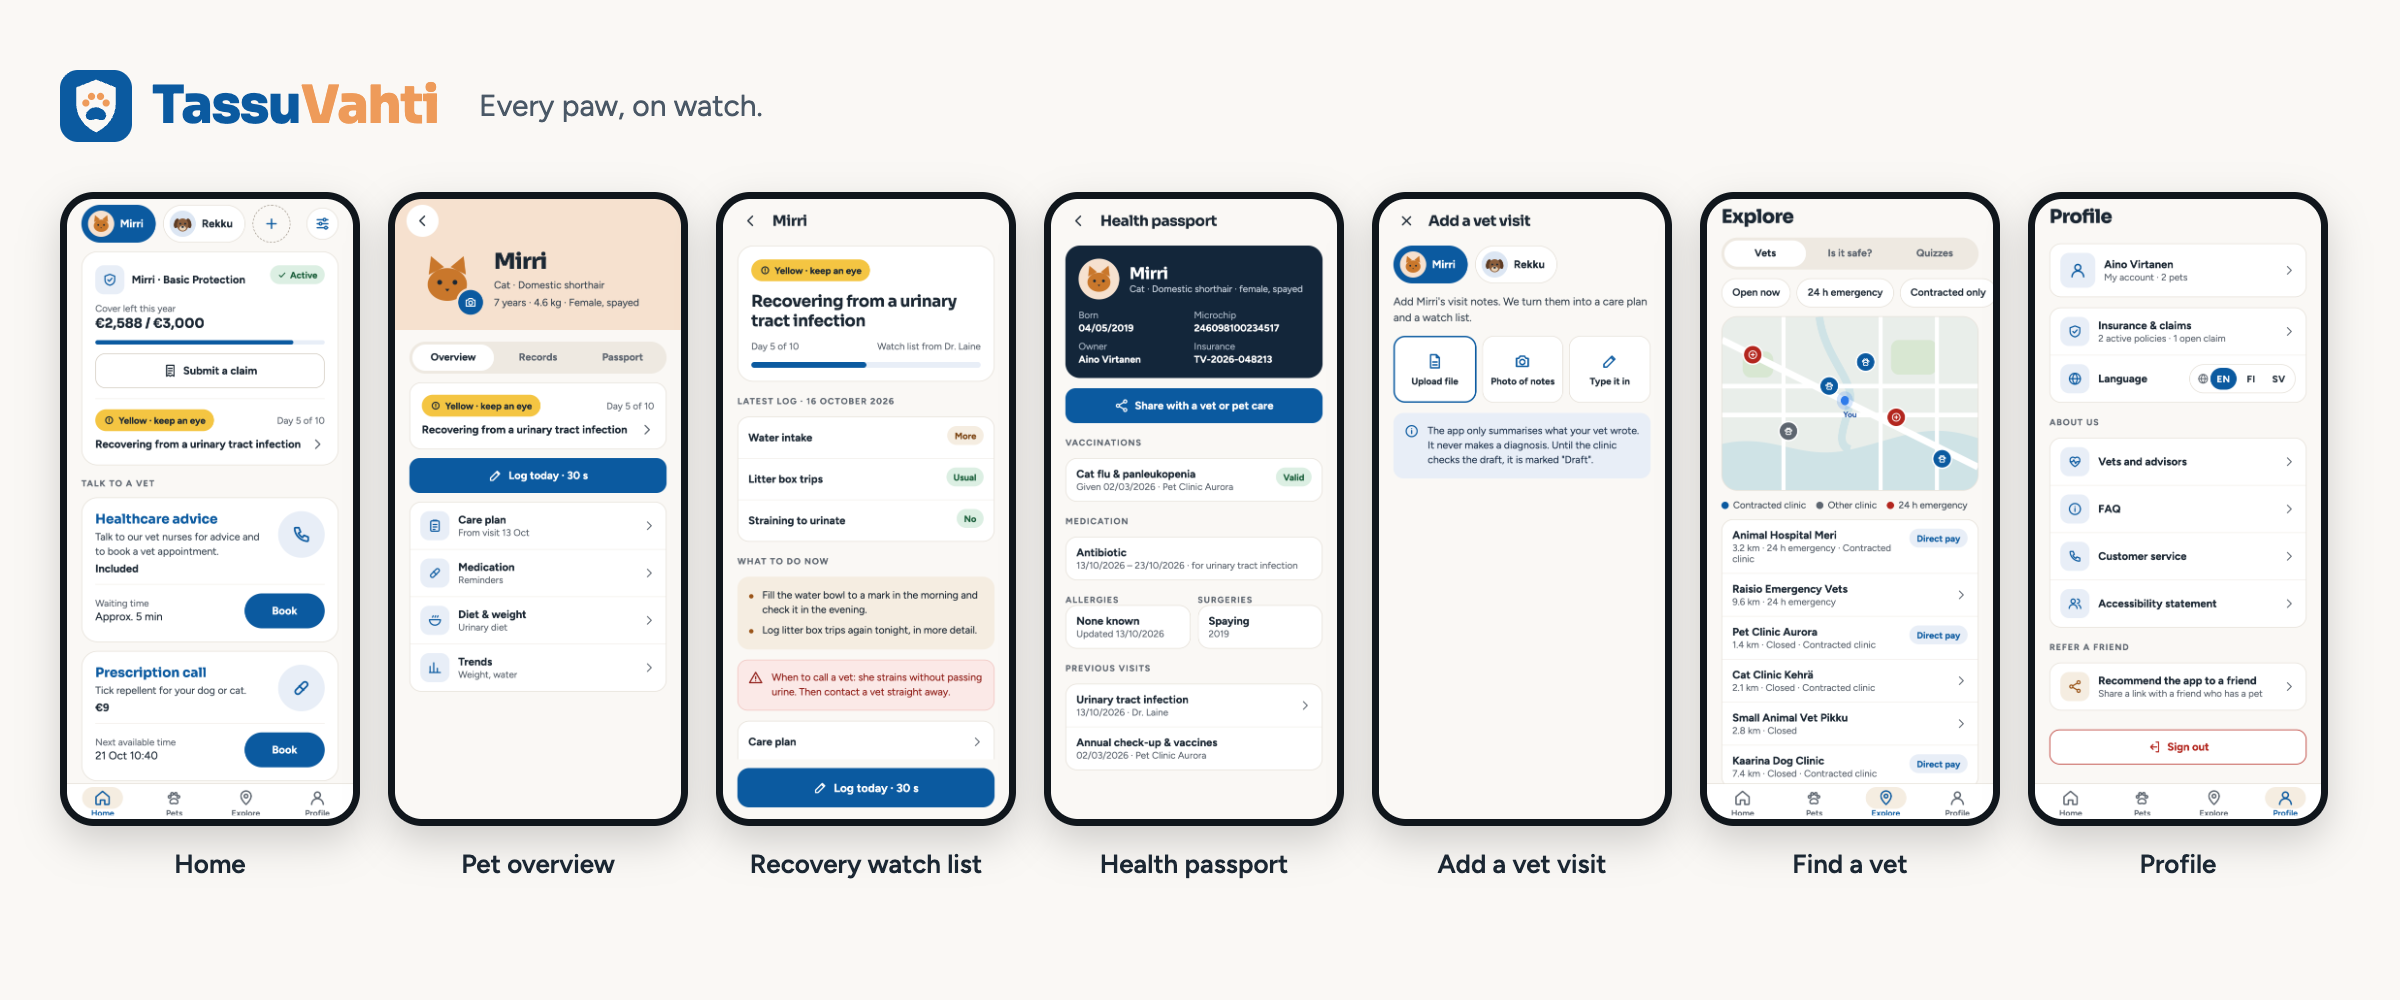 TassuVahti
Every paw, on watch.
Mirri
Rekku
Mirri · Basic Protection
Active
Cover left this year
€2,588 / €3,000
Submit a claim
Yellow · keep an eye
Day 5 of 10
Recovering from a urinary tract infection
TALK TO A VET
Healthcare advice
Talk to our vet nurses for advice and
to book a vet appointment.
Included
Waiting time
Approx. 5 min
Book
Prescription call
Tick repellent for your dog or cat.
€9
Next available time
21 Oct 10:40
Book
Home
Pets
Explore
Profile
Home
Mirri
Cat · Domestic shorthair
7 years · 4.6 kg · Female, spayed
Overview
Records
Passport
Yellow · keep an eye
Day 5 of 10
Recovering from a urinary tract infection
Log today · 30 s
Care plan
From visit 13 Oct
Medication
Reminders
Diet & weight
Urinary diet
Trends
Weight, water
Pet overview
Mirri
Yellow · keep an eye
Recovering from a urinary
tract infection
Day 5 of 10
Watch list from Dr. Laine
LATEST LOG · 16 OCTOBER 2026
Water intake
More
Litter box trips
Usual
Straining to urinate
No
WHAT TO DO NOW
Fill the water bowl to a mark in the morning and
check it in the evening.
Log litter box trips again tonight, in more detail.
When to call a vet: she strains without passing
urine. Then contact a vet straight away.
Care plan
Log today · 30 s
Recovery watch list
Health passport
Mirri
Cat · Domestic shorthair · female, spayed
Born
04/05/2019
Microchip
246098100234517
Owner
Aino Virtanen
Insurance
TV-2026-048213
Share with a vet or pet care
VACCINATIONS
Cat flu & panleukopenia
Given 02/03/2026 · Pet Clinic Aurora
Valid
MEDICATION
Antibiotic
13/10/2026 – 23/10/2026 · for urinary tract infection
ALLERGIES
None known
Updated 13/10/2026
SURGERIES
Spaying
2019
PREVIOUS VISITS
Urinary tract infection
13/10/2026 · Dr. Laine
Annual check-up & vaccines
02/03/2026 · Pet Clinic Aurora
Health passport
Add a vet visit
Mirri
Rekku
Add Mirri's visit notes. We turn them into a care plan
and a watch list.
Upload file
Photo of notes
Type it in
The app only summarises what your vet wrote.
It never makes a diagnosis. Until the clinic
checks the draft, it is marked "Draft".
Add a vet visit
Explore
Vets
Is it safe?
Quizzes
Open now
24 h emergency
Contracted only
You
Contracted clinic
Other clinic
24 h emergency
Animal Hospital Meri
3.2 km · 24 h emergency · Contracted
clinic
Direct pay
Raisio Emergency Vets
9.6 km · 24 h emergency
Pet Clinic Aurora
1.4 km · Closed · Contracted clinic
Direct pay
Cat Clinic Kehrä
2.1 km · Closed · Contracted clinic
Small Animal Vet Pikku
2.8 km · Closed
Kaarina Dog Clinic
7.4 km · Closed · Contracted clinic
Direct pay
Home
Pets
Explore
Profile
Find a vet
Profile
Aino Virtanen
My account · 2 pets
Insurance & claims
2 active policies · 1 open claim
Language
EN
FI
SV
ABOUT US
Vets and advisors
FAQ
Customer service
Accessibility statement
REFER A FRIEND
Recommend the app to a friend
Share a link with a friend who has a pet
Sign out
Home
Pets
Explore
Profile
Profile